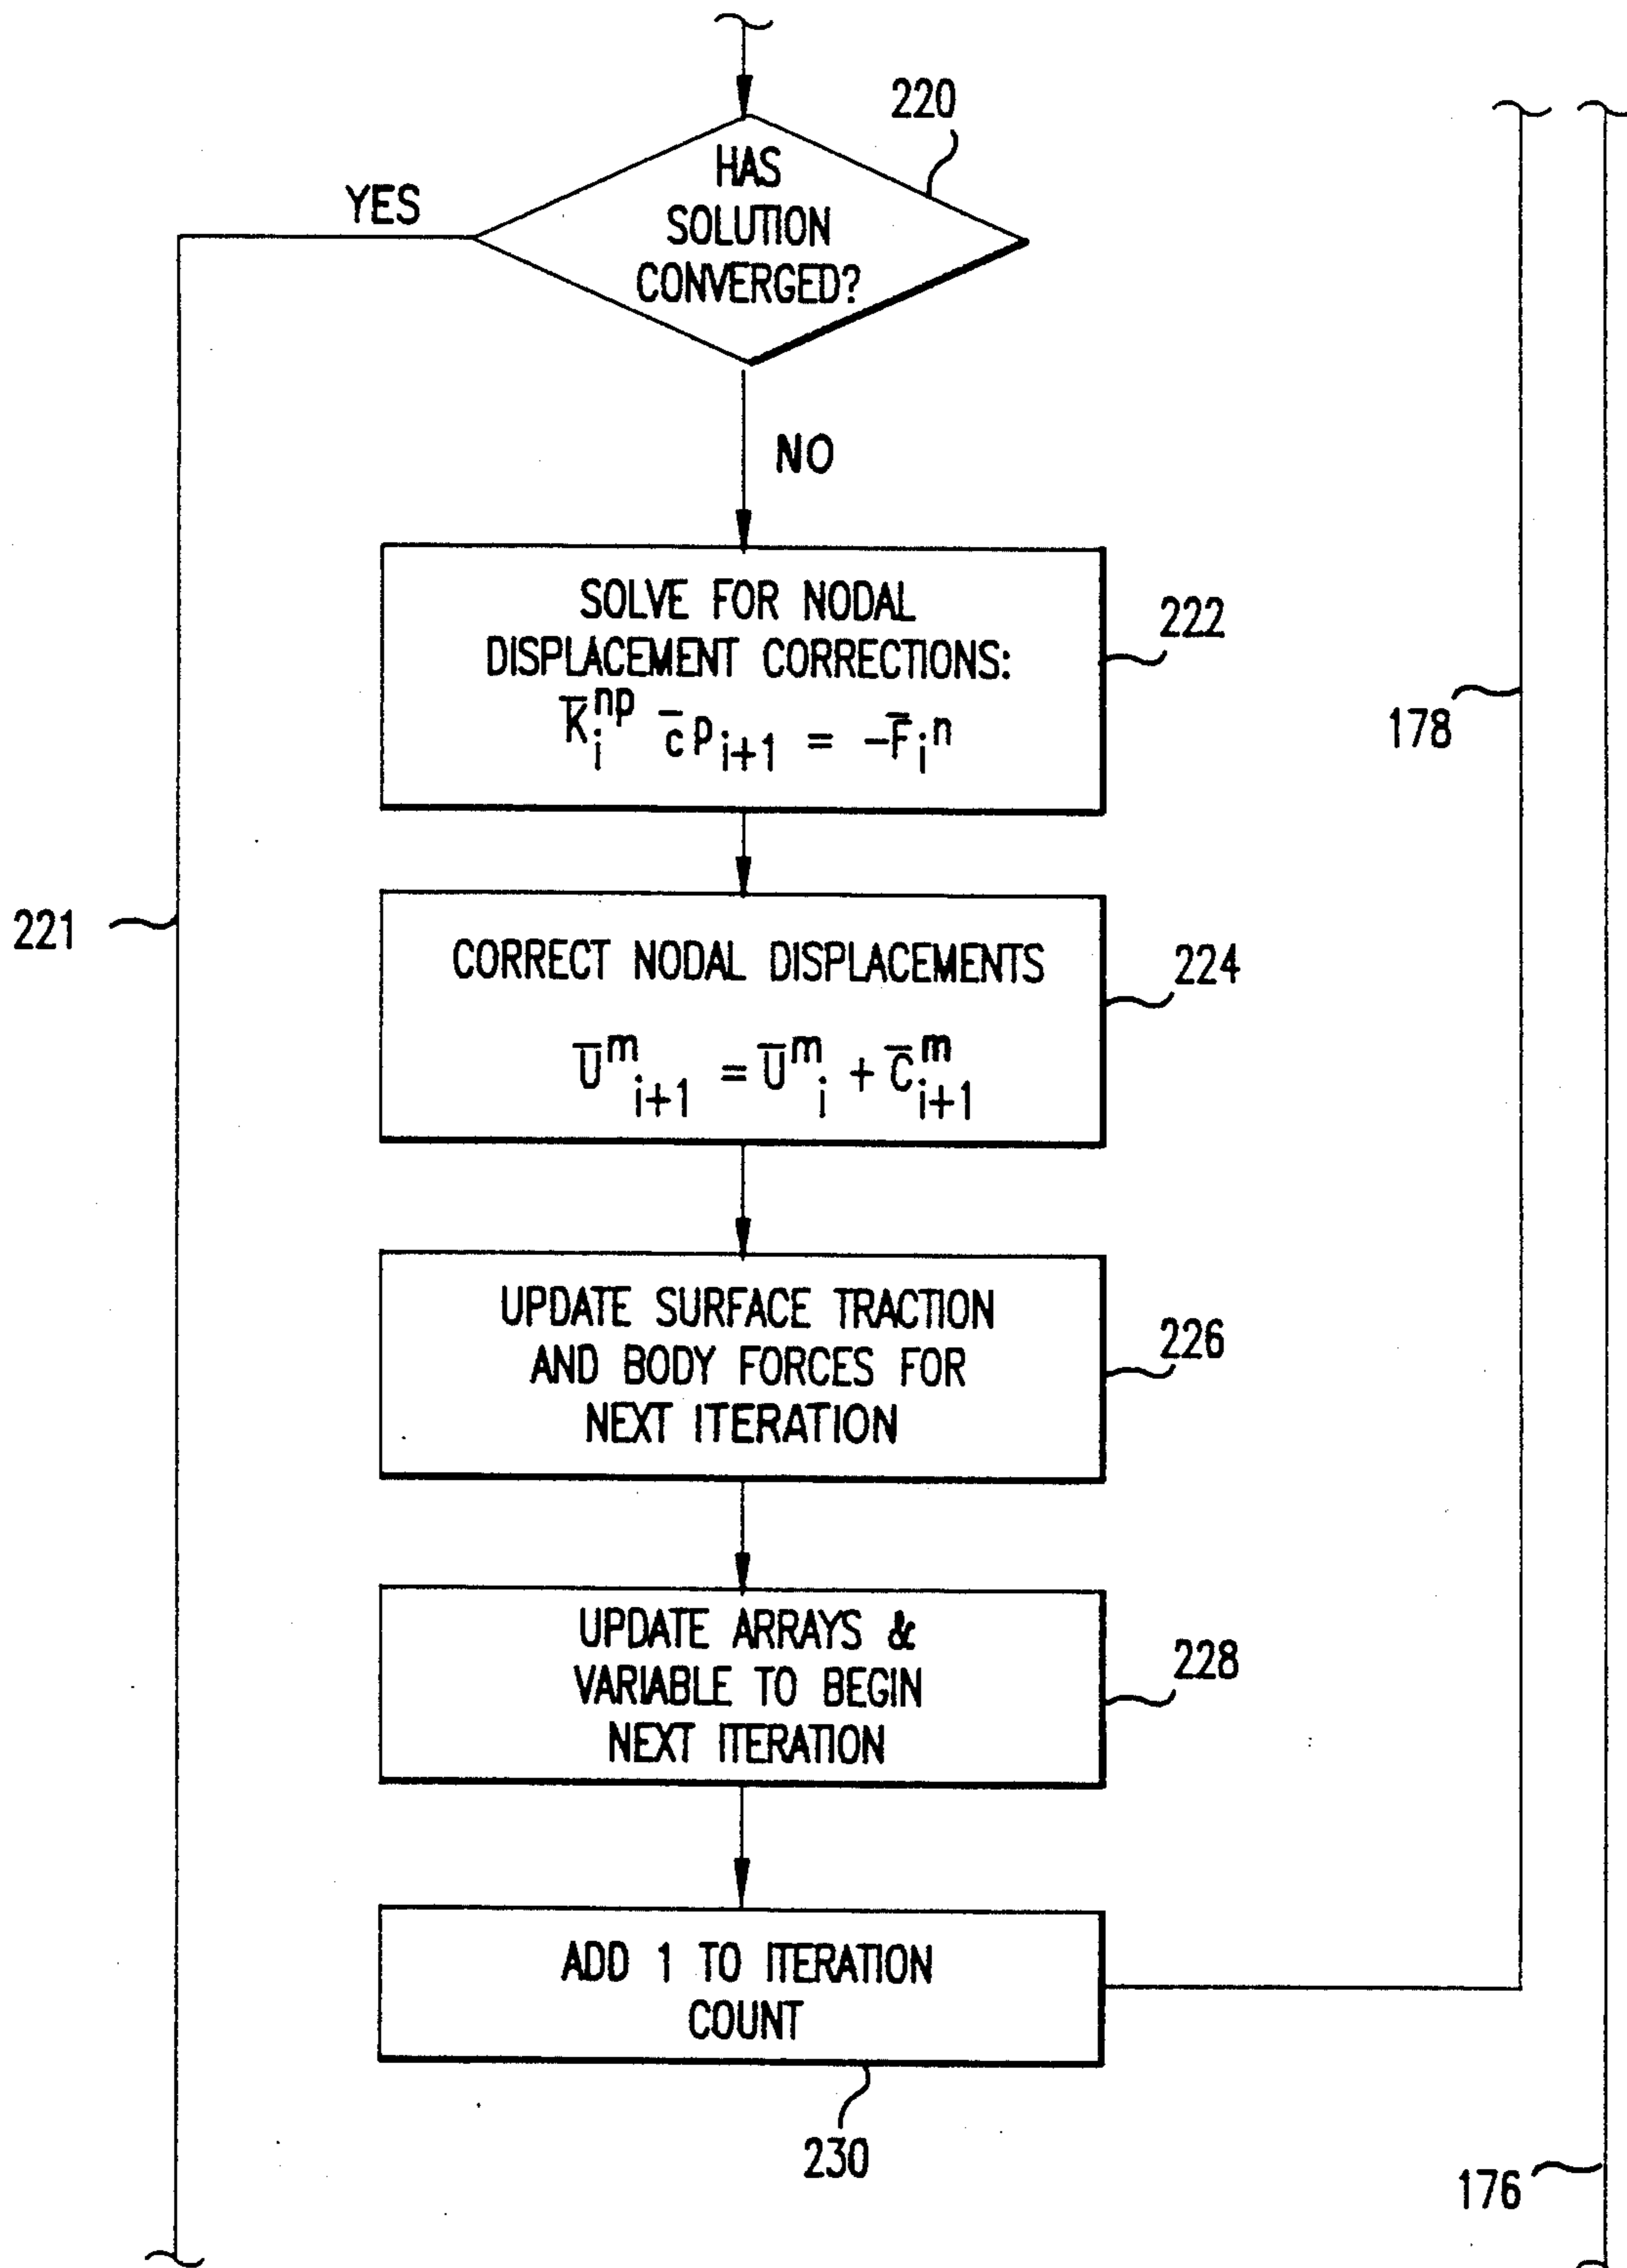 220
HAS
SOLUTION
CONVERGED?
YES
NO
SOLVE FOR NODAL
DISPLACEMENT CORRECTIONS:
K̅ᵢⁿᵖ c̅ pᵢ₊₁ = -F̅ᵢⁿ
222
178
221
CORRECT NODAL DISPLACEMENTS
U̅ᵐᵢ₊₁ = U̅ᵐᵢ + C̅ᵐᵢ₊₁
224
UPDATE SURFACE TRACTION
AND BODY FORCES FOR
NEXT ITERATION
226
UPDATE ARRAYS &
VARIABLE TO BEGIN
NEXT ITERATION
228
ADD 1 TO ITERATION
COUNT
230
176